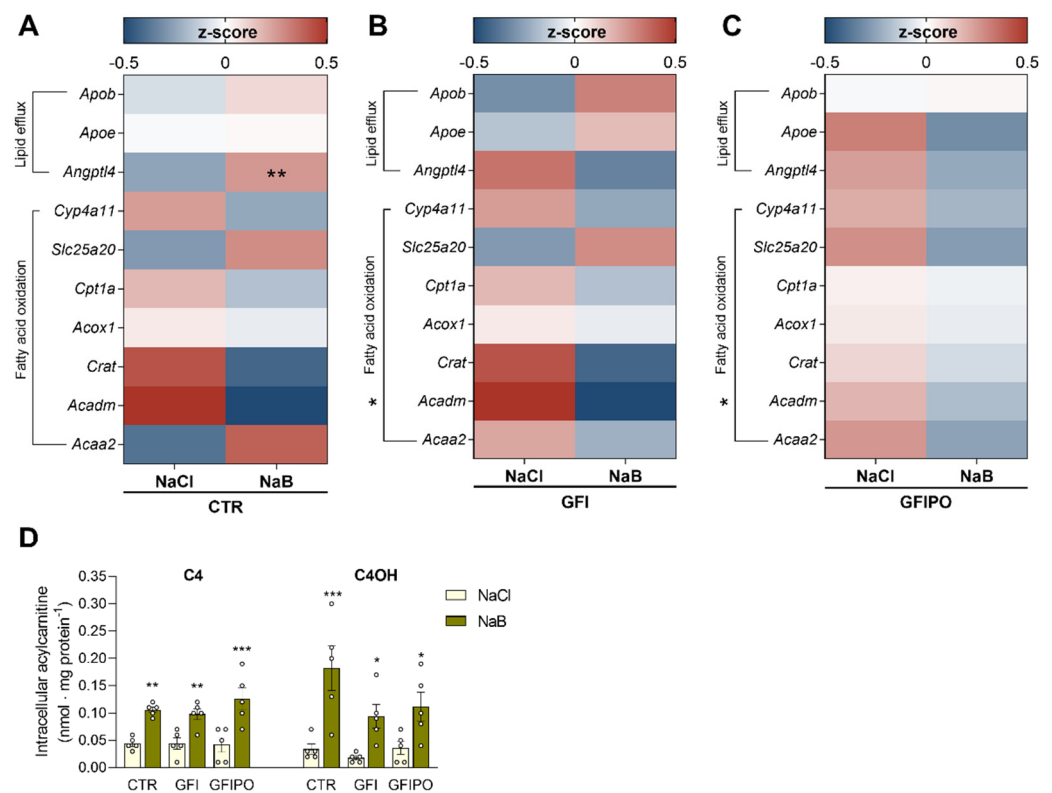 A
z-score
-0.5 0 0.5
Lipid efflux
Apob
Apoe
Angptl4
**
Fatty acid oxidation
Cyp4a11
Slc25a20
Cpt1a
Acox1
Crat
Acadm
Acaa2
NaCl NaB
CTR
B
z-score
-0.5 0 0.5
Lipid efflux
Apob
Apoe
Angptl4
* Fatty acid oxidation
Cyp4a11
Slc25a20
Cpt1a
Acox1
Crat
Acadm
Acaa2
NaCl NaB
GFI
C
z-score
-0.5 0 0.5
Lipid efflux
Apob
Apoe
Angptl4
* Fatty acid oxidation
Cyp4a11
Slc25a20
Cpt1a
Acox1
Crat
Acadm
Acaa2
NaCl NaB
GFIPO
D
Intracellular acylcarnitine
(nmol · mg protein⁻¹)
0.35
0.30
0.25
0.20
0.15
0.10
0.05
0.00
C4 C4OH
** ** *** *** * *
CTR GFI GFIPO CTR GFI GFIPO
NaCl
NaB